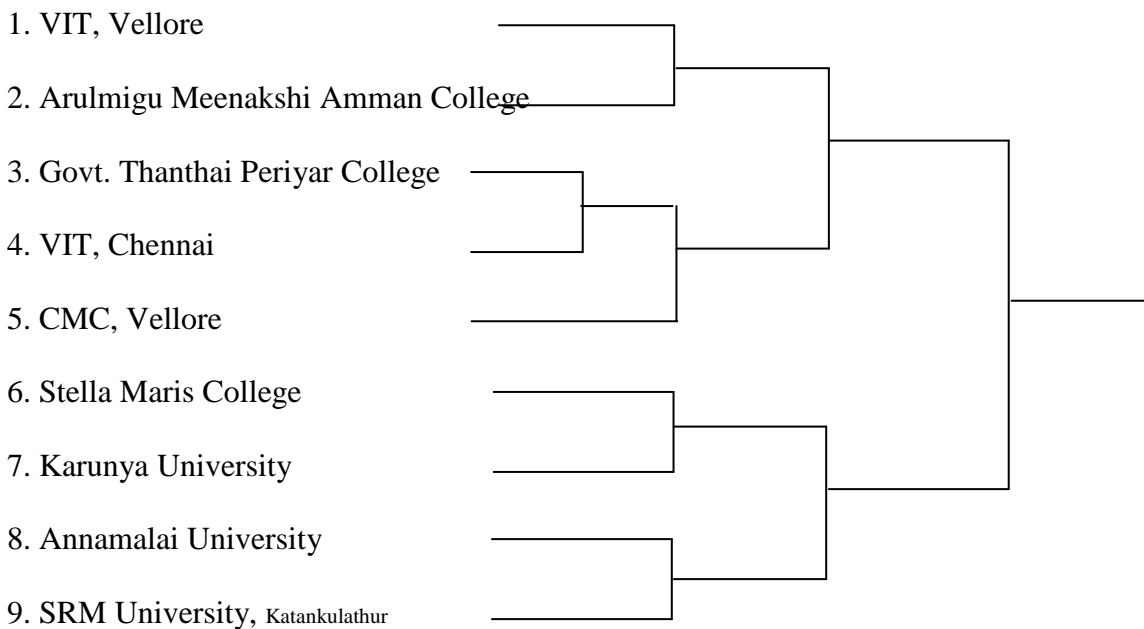 1. VIT, Vellore
2. Arulmigu Meenakshi Amman College
3. Govt. Thanthai Periyar College
4. VIT, Chennai
5. CMC, Vellore
6. Stella Maris College
7. Karunya University
8. Annamalai University
9. SRM University, Katankulathur